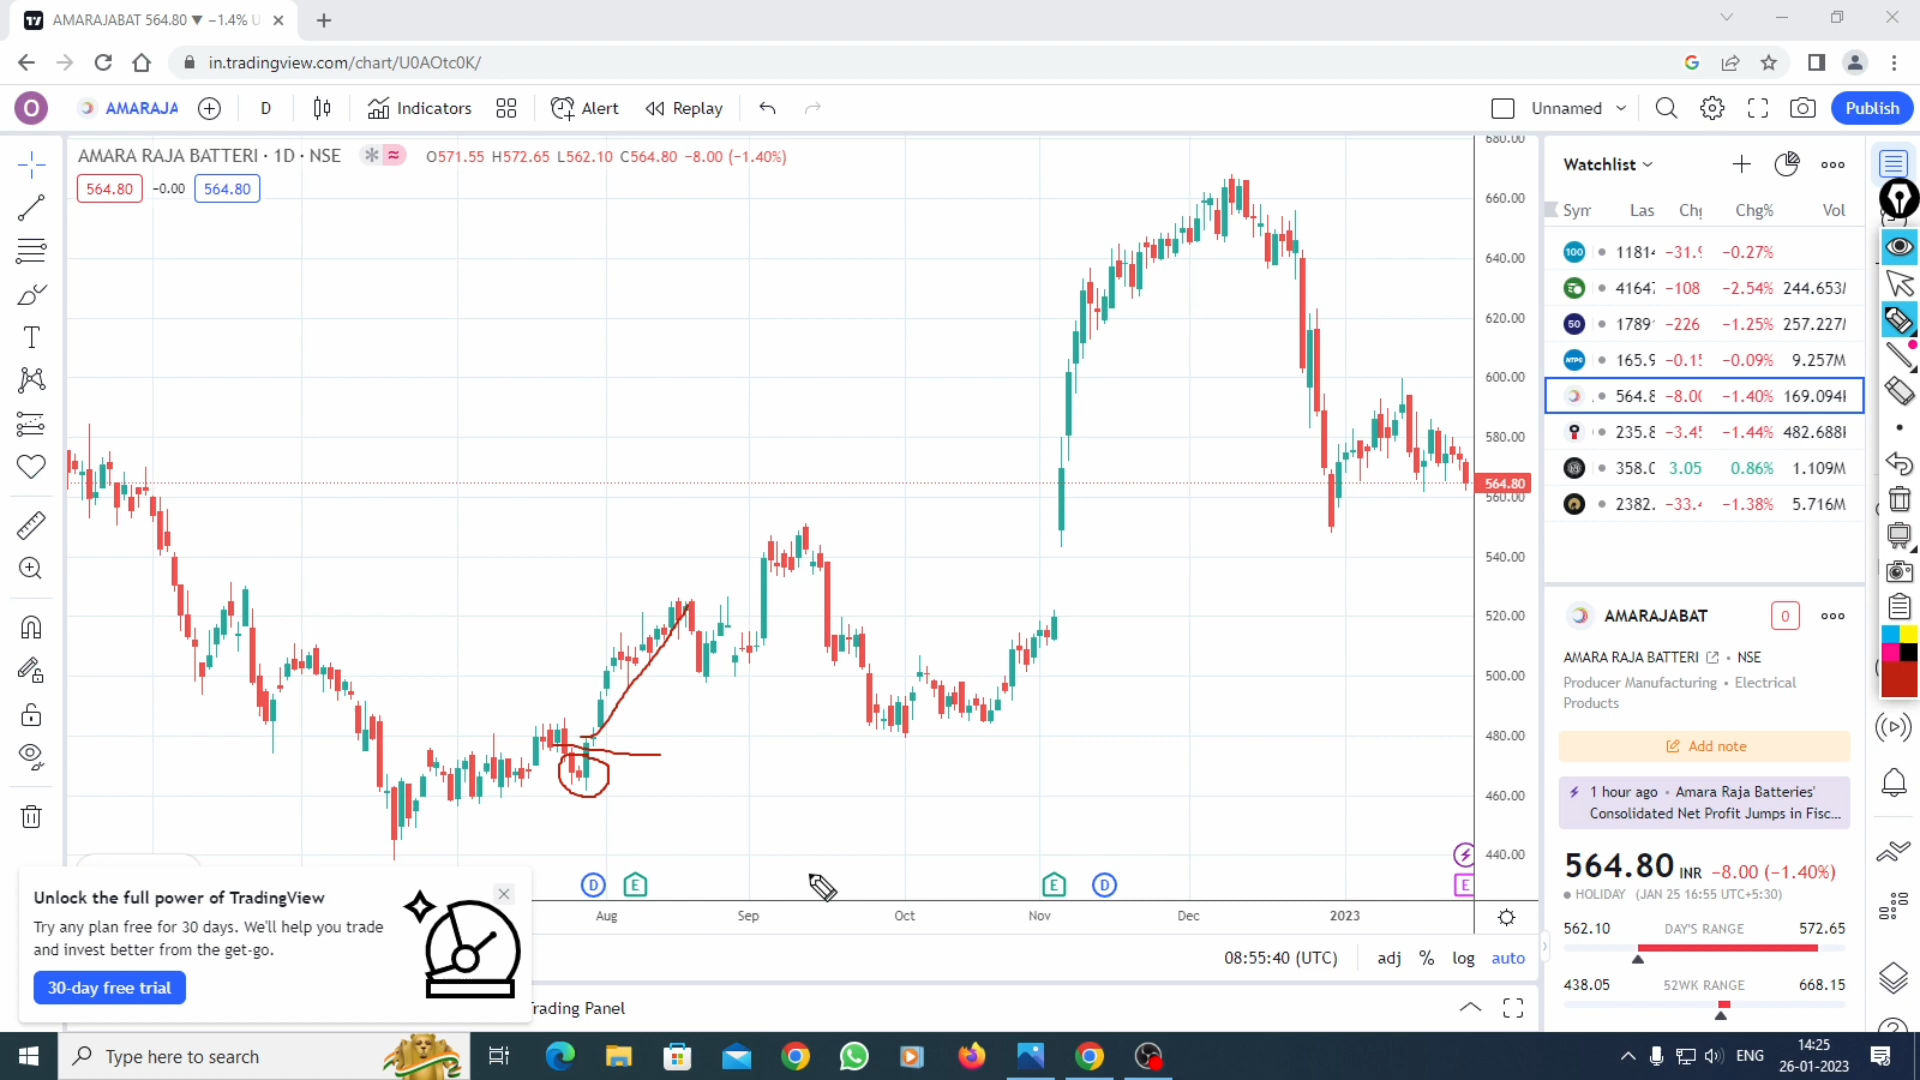 AMARAJABAT 564.80 ▼ −1.4% U
in.tradingview.com/chart/U0AOtc0K/
O AMARAJA D Indicators Alert Replay Unnamed Publish
AMARA RAJA BATTERI · 1D · NSE O571.55 H572.65 L562.10 C564.80 −8.00 (−1.40%)
564.80 −0.00 564.80
680.00
660.00
640.00
620.00
600.00
580.00
564.80
560.00
540.00
520.00
500.00
480.00
460.00
440.00
D E E D E
Aug Sep Oct Nov Dec 2023
08:55:40 (UTC) adj % log auto
Trading Panel
Unlock the full power of TradingView
Try any plan free for 30 days. We'll help you trade
and invest better from the get-go.
30-day free trial
Watchlist
Sym Las Chg Chg% Vol
100 11814 −31.9 −0.27%
41647 −108 −2.54% 244.653
50 1789 −226 −1.25% 257.227
NTPC 165.9 −0.15 −0.09% 9.257M
564.8 −8.00 −1.40% 169.094
235.8 −3.45 −1.44% 482.688
358.0 3.05 0.86% 1.109M
2382. −33.4 −1.38% 5.716M
AMARAJABAT 0
AMARA RAJA BATTERI • NSE
Producer Manufacturing • Electrical
Products
Add note
1 hour ago • Amara Raja Batteries'
Consolidated Net Profit Jumps in Fisc...
564.80 INR −8.00 (−1.40%)
HOLIDAY (JAN 25 16:55 UTC+5:30)
562.10 DAY'S RANGE 572.65
438.05 52WK RANGE 668.15
Type here to search
ENG
14:25
26-01-2023